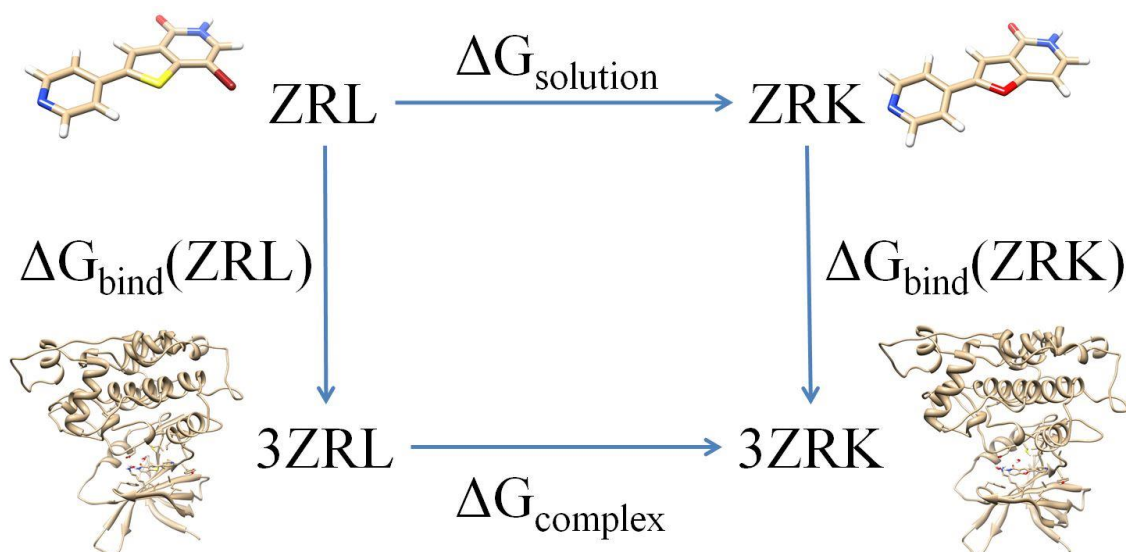 ΔG_solution
ZRL ZRK
ΔG_bind(ZRL) ΔG_bind(ZRK)
3ZRL 3ZRK
ΔG_complex